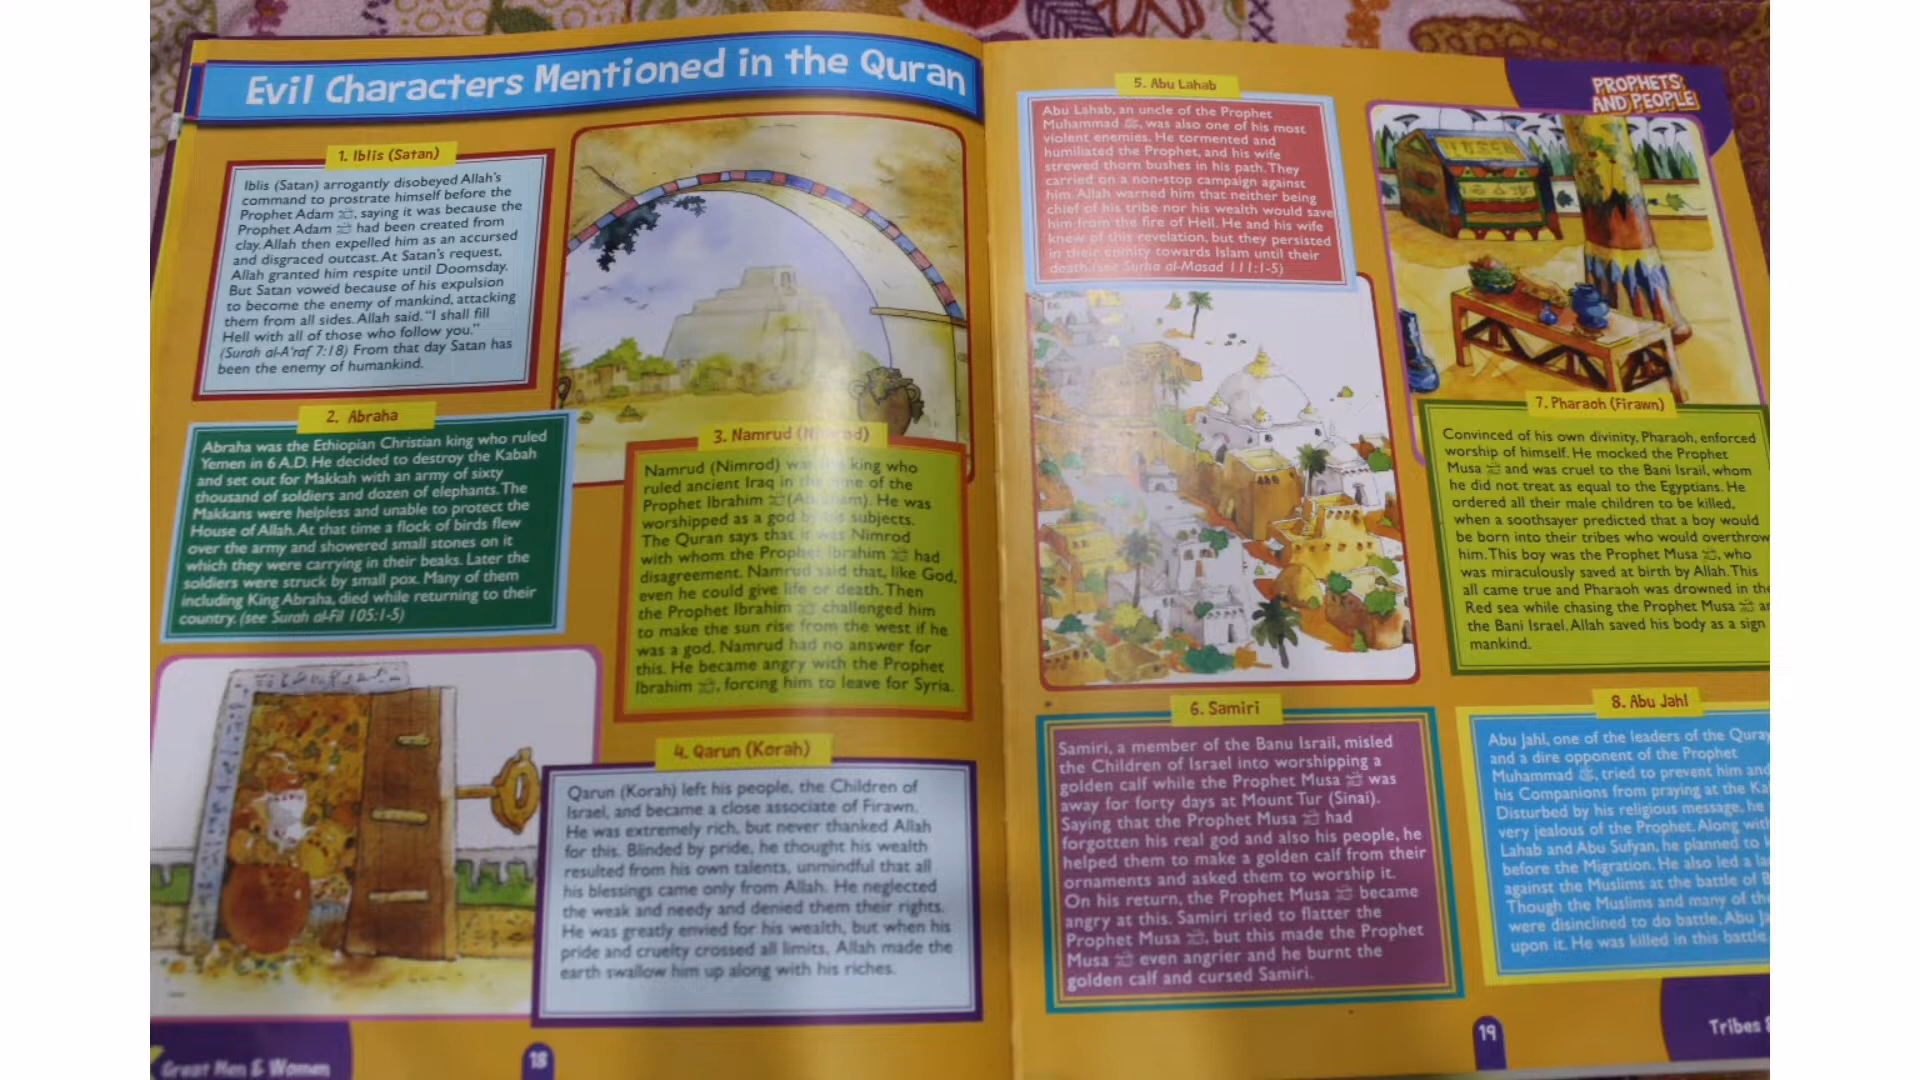 Evil Characters Mentioned in the Quran
1. Iblis (Satan)
Iblis (Satan) arrogantly disobeyed Allah's
command to prostrate himself before the
Prophet Adam, saying it was because the
Prophet Adam had been created from
clay. Allah then expelled him as an accursed
and disgraced outcast. At Satan's request,
Allah granted him respite until Doomsday.
But Satan vowed because of his expulsion
to become the enemy of mankind, attacking
them from all sides. Allah said. "I shall fill
Hell with all of those who follow you."
(Surah al-A'raf 7:18) From that day Satan has
been the enemy of humankind.
2. Abraha
Abraha was the Ethiopian Christian king who ruled
Yemen in 6 A.D. He decided to destroy the Kabah
and set out for Makkah with an army of sixty
thousand of soldiers and dozen of elephants. The
Makkans were helpless and unable to protect the
House of Allah. At that time a flock of birds flew
over the army and showered small stones on it
which they were carrying in their beaks. Later the
soldiers were struck by small pox. Many of them
including King Abraha, died while returning to their
country. (see Surah al-Fil 105:1-5)
3. Namrud (Nimrod)
Namrud (Nimrod) was king who
ruled ancient Iraq in the time of the
Prophet Ibrahim (Abraham). He was
worshipped as a god by his subjects.
The Quran says that it was Nimrod
with whom the Prophet Ibrahim had
disagreement. Namrud said that, like God,
even he could give life or death. Then
the Prophet Ibrahim challenged him
to make the sun rise from the west if he
was a god. Namrud had no answer for
this. He became angry with the Prophet
Ibrahim, forcing him to leave for Syria.
4. Qarun (Korah)
Qarun (Korah) left his people, the Children of
Israel, and became a close associate of Firawn.
He was extremely rich, but never thanked Allah
for this. Blinded by pride, he thought his wealth
resulted from his own talents, unmindful that all
his blessings came only from Allah. He neglected
the weak and needy and denied them their rights.
He was greatly envied for his wealth, but when his
pride and cruelty crossed all limits, Allah made the
earth swallow him up along with his riches.
Great Men & Women
18
5. Abu Lahab
Abu Lahab, an uncle of the Prophet
Muhammad ﷺ, was also one of his most
violent enemies. He tormented and
humiliated the Prophet, and his wife
strewed thorn bushes in his path. They
carried on a non-stop campaign against
him. Allah warned him that neither being
chief of his tribe nor his wealth would save
him from the fire of Hell. He and his wife
knew of this revelation, but they persisted
in their enmity towards Islam until their
death. (see Surha al-Masad 111:1-5)
6. Samiri
Samiri, a member of the Banu Israil, misled
the Children of Israel into worshipping a
golden calf while the Prophet Musa was
away for forty days at Mount Tur (Sinai).
Saying that the Prophet Musa had
forgotten his real god and also his people, he
helped them to make a golden calf from their
ornaments and asked them to worship it.
On his return, the Prophet Musa became
angry at this. Samiri tried to flatter the
Prophet Musa, but this made the Prophet
Musa even angrier and he burnt the
golden calf and cursed Samiri.
PROPHETS
AND PEOPLE
7. Pharaoh (Firawn)
Convinced of his own divinity, Pharaoh, enforced
worship of himself. He mocked the Prophet
Musa and was cruel to the Bani Israil, whom
he did not treat as equal to the Egyptians. He
ordered all their male children to be killed,
when a soothsayer predicted that a boy would
be born into their tribes who would overthrow
him. This boy was the Prophet Musa, who
was miraculously saved at birth by Allah. This
all came true and Pharaoh was drowned in the
Red sea while chasing the Prophet Musa
the Bani Israel. Allah saved his body as a sign
mankind.
8. Abu Jahl
Abu Jahl, one of the leaders of the
and a dire opponent of the Prophet
Muhammad ﷺ, tried to prevent him and
his Companions from praying at the
Disturbed by his religious message, he
very jealous of the Prophet. Along with
Lahab and Abu Sufyan, he planned to
before the Migration. He also led a
against the Muslims at the battle of
Though the Muslims and many of
were disinclined to do battle, Abu
upon it. He was killed in this battle
19
Tribes